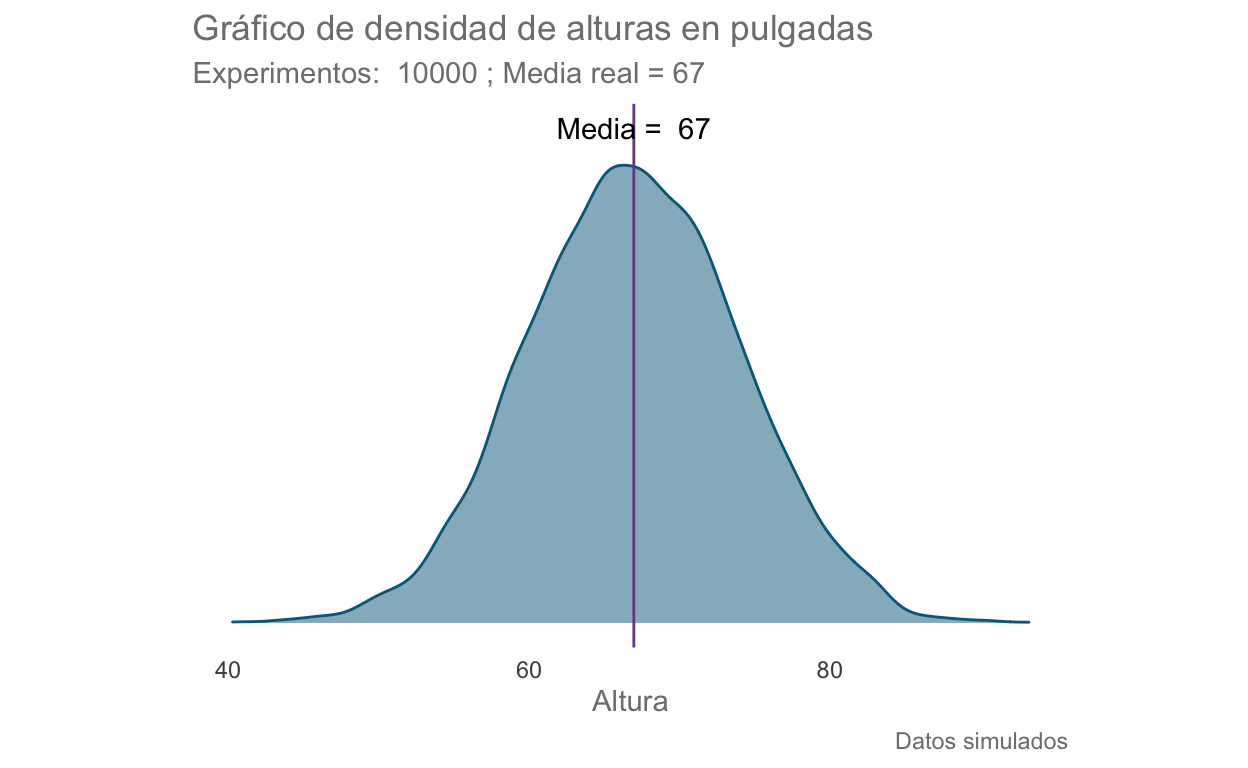 Gráfico de densidad de alturas en pulgadas
Experimentos:  10000 ; Media real = 67
Media =  67
40 60 80
Altura
Datos simulados